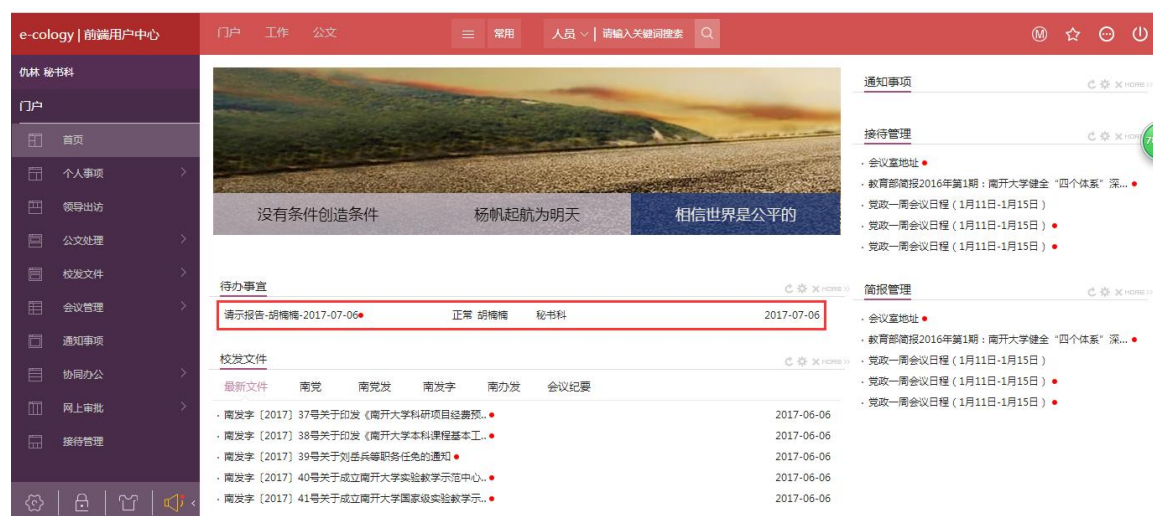 e-cology | 前端用户中心
门户 工作 公文
常用
人员 请输入关键词搜索
M
仇林 秘书科
门户
首页
个人事项
领导出访
公文处理
校发文件
会议管理
通知事项
协同办公
网上审批
接待管理
没有条件创造条件 杨帆起航为明天 相信世界是公平的
待办事宜
MORE
请示报告-胡楠楠-2017-07-06 正常 胡楠楠 秘书科 2017-07-06
校发文件
MORE
最新文件 南党 南党发 南发字 南办发 会议纪要
· 南发字〔2017〕37号关于印发《南开大学科研项目经费预.. 2017-06-06
· 南发字〔2017〕38号关于印发《南开大学本科课程基本工.. 2017-06-06
· 南发字〔2017〕39号关于刘岳兵等职务任免的通知 2017-06-06
· 南发字〔2017〕40号关于成立南开大学实验教学示范中心.. 2017-06-06
· 南发字〔2017〕41号关于成立南开大学国家级实验教学示.. 2017-06-06
通知事项
MORE
接待管理
· 会议室地址
· 教育部简报2016年第1期：南开大学健全“四个体系”深...
· 党政一周会议日程（1月11日-1月15日）
· 党政一周会议日程（1月11日-1月15日）
· 党政一周会议日程（1月11日-1月15日）
简报管理
MORE
· 会议室地址
· 教育部简报2016年第1期：南开大学健全“四个体系”深...
· 党政一周会议日程（1月11日-1月15日）
· 党政一周会议日程（1月11日-1月15日）
· 党政一周会议日程（1月11日-1月15日）